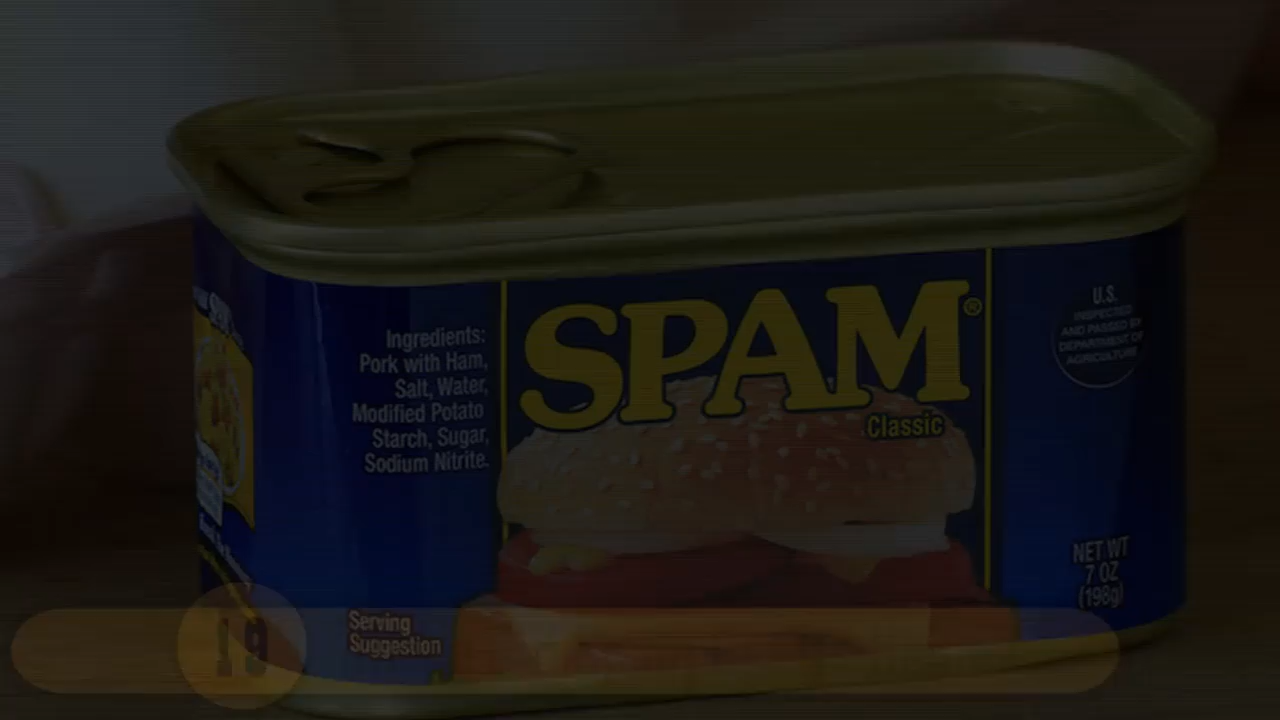 SPAM®
Classic
Ingredients:
Pork with Ham,
Salt, Water,
Modified Potato
Starch, Sugar,
Sodium Nitrite.
U.S.
INSPECTED
AND PASSED BY
DEPARTMENT OF
AGRICULTURE
NET WT
7 OZ
(198g)
Serving
Suggestion
19